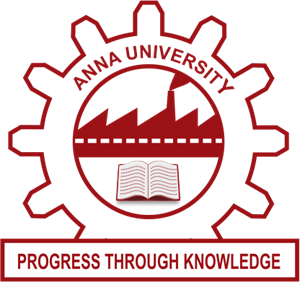 ANNA UNIVERSITY
PROGRESS THROUGH KNOWLEDGE